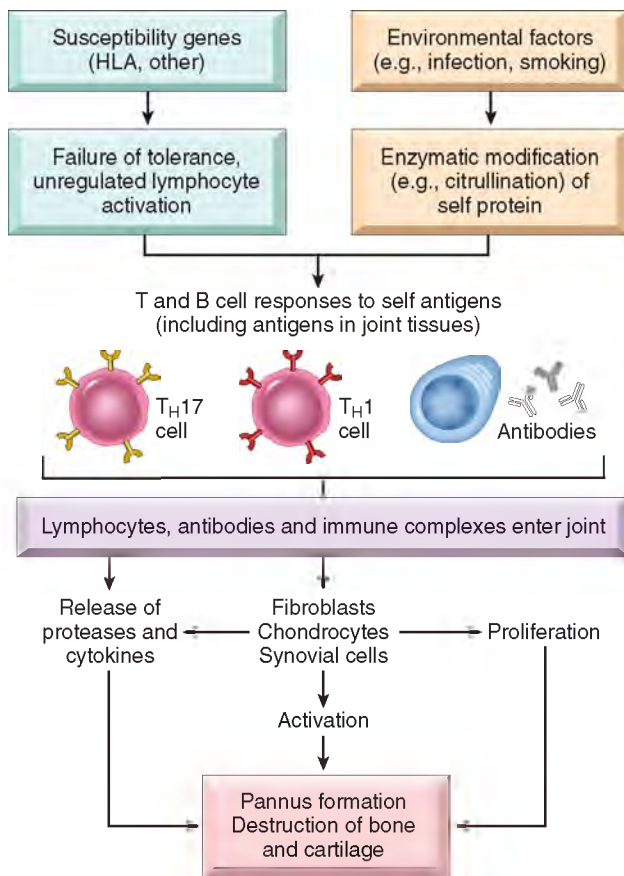 Susceptibility genes
(HLA, other)
Environmental factors
(e.g., infection, smoking)
Failure of tolerance,
unregulated lymphocyte
activation
Enzymatic modification
(e.g., citrullination) of
self protein
T and B cell responses to self antigens
(including antigens in joint tissues)
TH17
cell
TH1
cell
Antibodies
Lymphocytes, antibodies and immune complexes enter joint
Release of
proteases and
cytokines
Fibroblasts
Chondrocytes
Synovial cells
Proliferation
Activation
Pannus formation
Destruction of bone
and cartilage